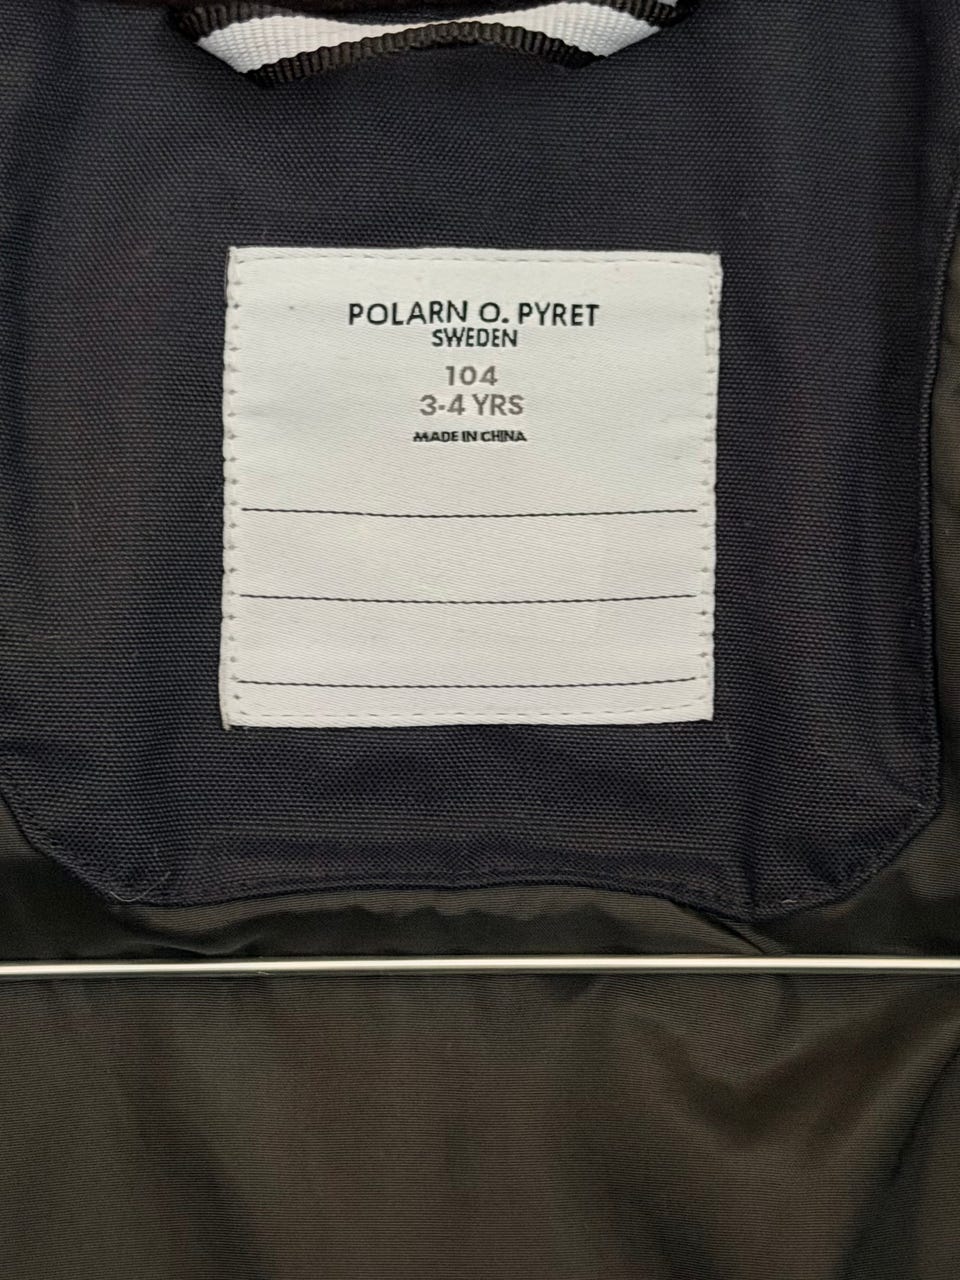 POLARN O. PYRET
SWEDEN
104
3-4 YRS
MADE IN CHINA